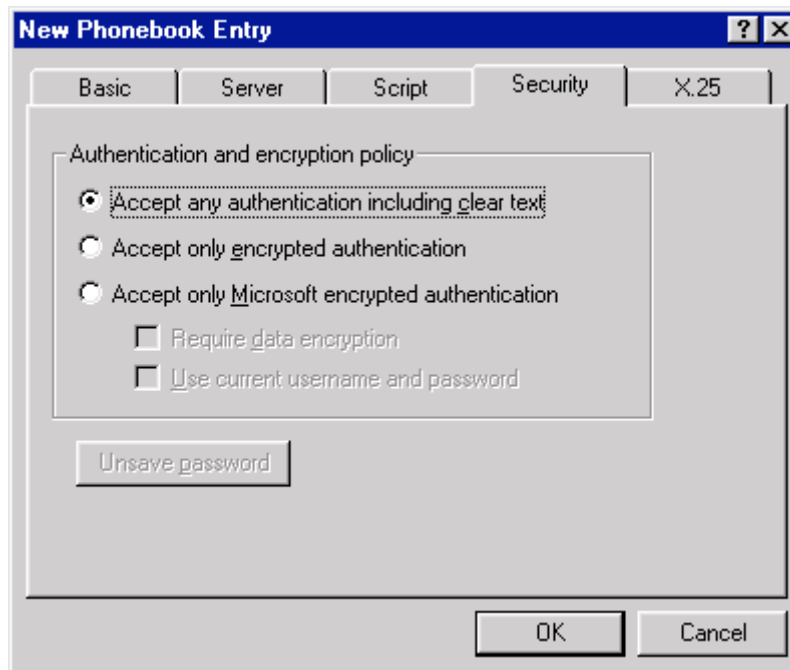 New Phonebook Entry
Basic Server Script Security X.25
Authentication and encryption policy
Accept any authentication including clear text
Accept only encrypted authentication
Accept only Microsoft encrypted authentication
Require data encryption
Use current username and password
Unsave password
OK Cancel